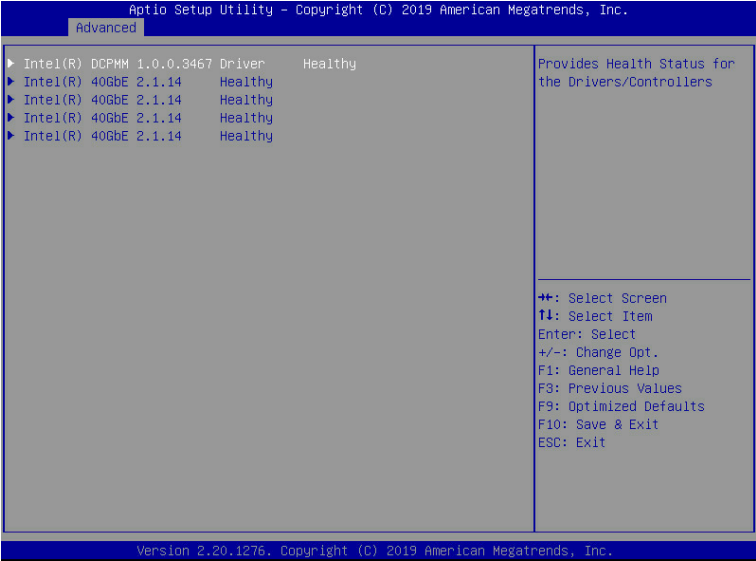 Aptio Setup Utility – Copyright (C) 2019 American Megatrends, Inc.
Advanced
Intel(R) DCPMM 1.0.0.3467 Driver Healthy
Intel(R) 40GbE 2.1.14 Healthy
Intel(R) 40GbE 2.1.14 Healthy
Intel(R) 40GbE 2.1.14 Healthy
Intel(R) 40GbE 2.1.14 Healthy
Provides Health Status for
the Drivers/Controllers
→←: Select Screen
↑↓: Select Item
Enter: Select
+/-: Change Opt.
F1: General Help
F3: Previous Values
F9: Optimized Defaults
F10: Save & Exit
ESC: Exit
Version 2.20.1276. Copyright (C) 2019 American Megatrends, Inc.